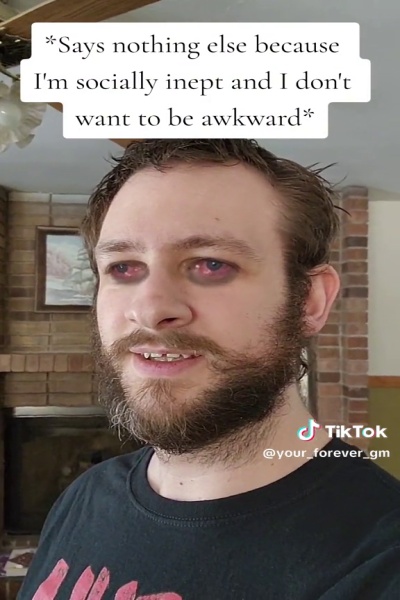 *Says nothing else because
I'm socially inept and I don't
want to be awkward*
TikTok
@your_forever_gm